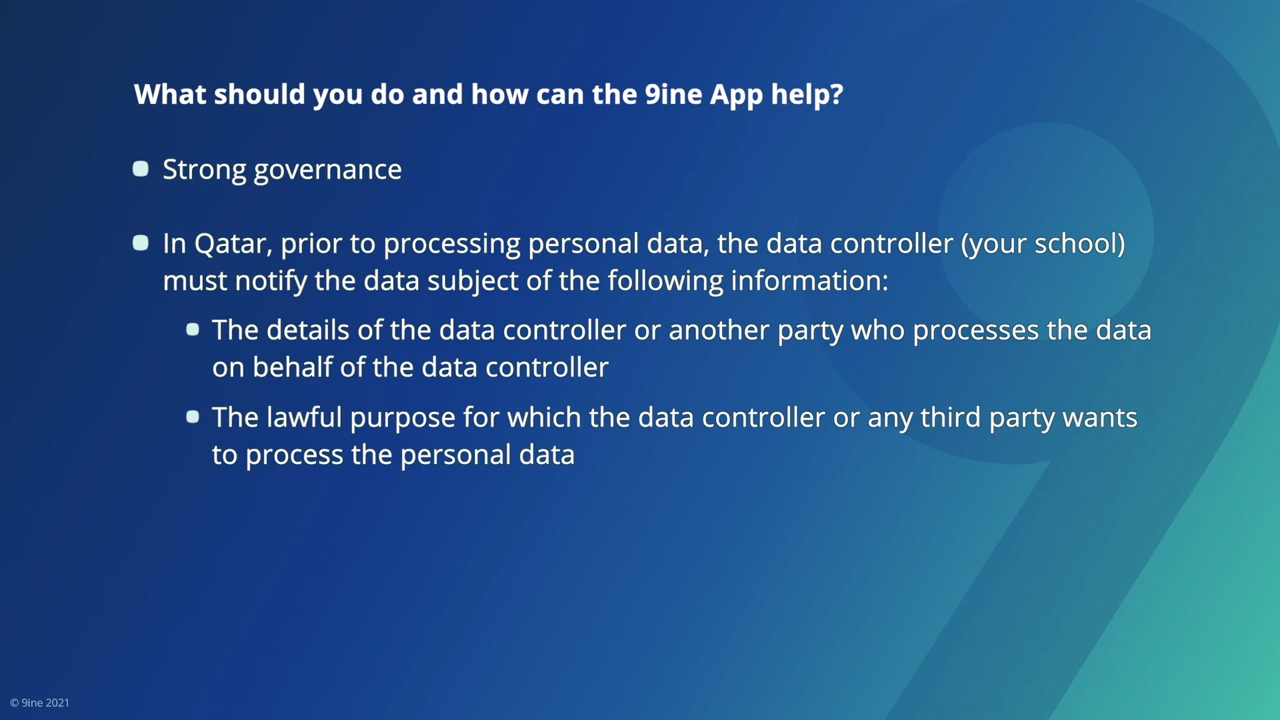 What should you do and how can the 9ine App help?
Strong governance
In Qatar, prior to processing personal data, the data controller (your school)
must notify the data subject of the following information:
The details of the data controller or another party who processes the data
on behalf of the data controller
The lawful purpose for which the data controller or any third party wants
to process the personal data
© 9ine 2021